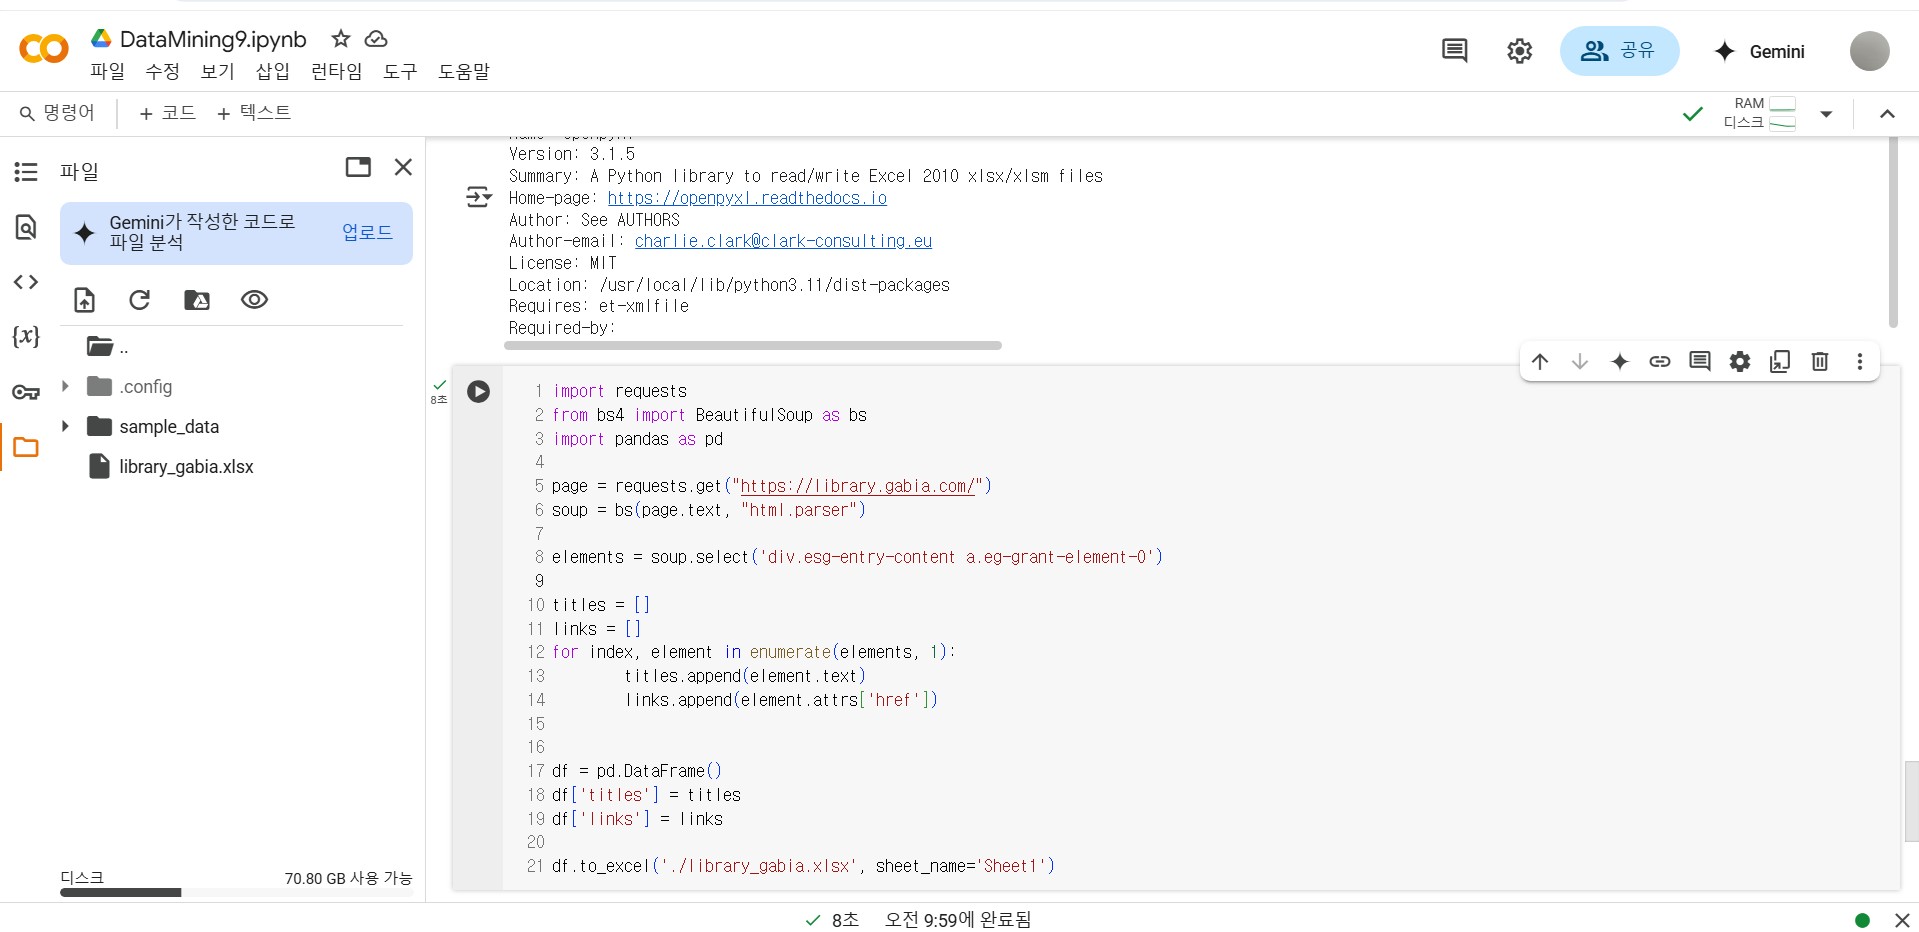 DataMining9.ipynb
파일 수정 보기 삽입 런타임 도구 도움말
공유
Gemini
명령어
+ 코드 + 텍스트
RAM
디스크
파일
Gemini가 작성한 코드로
파일 분석
업로드
..
.config
sample_data
library_gabia.xlsx
디스크
70.80 GB 사용 가능
Version: 3.1.5
Summary: A Python library to read/write Excel 2010 xlsx/xlsm files
Home-page: https://openpyxl.readthedocs.io
Author: See AUTHORS
Author-email: charlie.clark@clark-consulting.eu
License: MIT
Location: /usr/local/lib/python3.11/dist-packages
Requires: et-xmlfile
Required-by:
8초
1 import requests
2 from bs4 import BeautifulSoup as bs
3 import pandas as pd
4
5 page = requests.get("https://library.gabia.com/")
6 soup = bs(page.text, "html.parser")
7
8 elements = soup.select('div.esg-entry-content a.eg-grant-element-0')
9
10 titles = []
11 links = []
12 for index, element in enumerate(elements, 1):
13         titles.append(element.text)
14         links.append(element.attrs['href'])
15
16
17 df = pd.DataFrame()
18 df['titles'] = titles
19 df['links'] = links
20
21 df.to_excel('./library_gabia.xlsx', sheet_name='Sheet1')
8초 오전 9:59에 완료됨